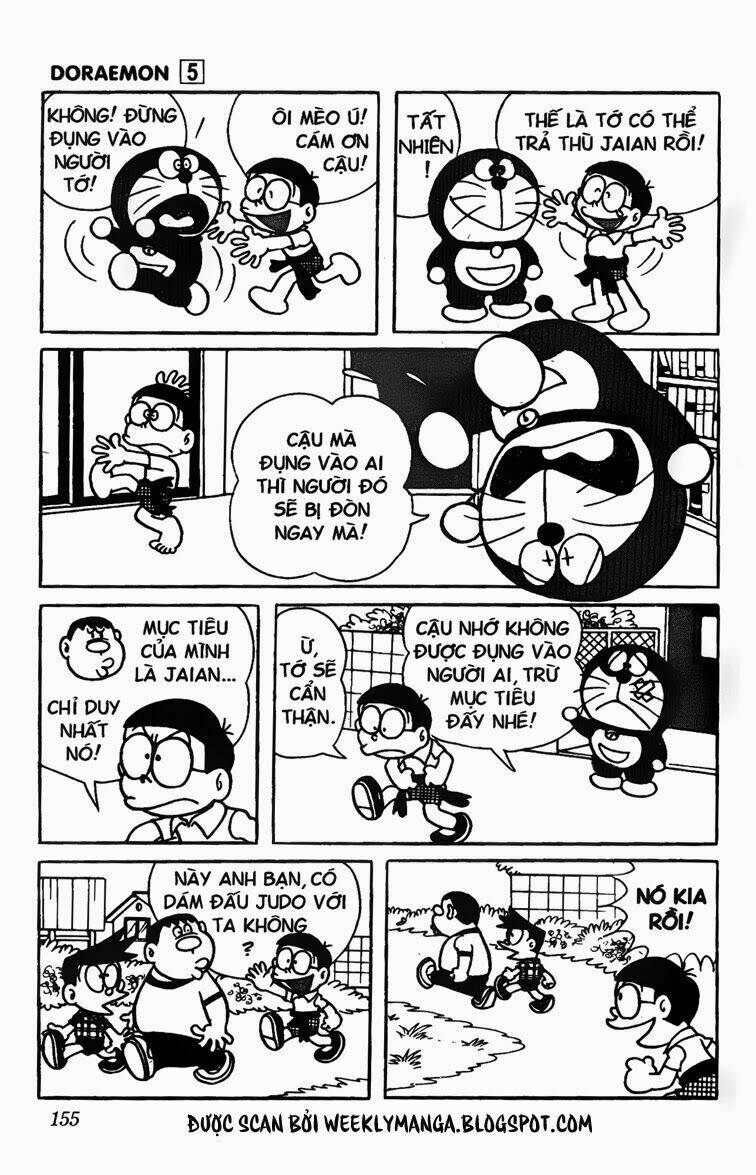 DORAEMON 5
THẾ LÀ TỚ CÓ THỂ
TRẢ THÙ JAIAN RỒI!
TẤT
NHIÊN
!
ÔI MÈO Ú!
CÁM ƠN
CẬU!
KHÔNG! ĐỪNG
ĐỤNG VÀO
NGƯỜI
TỚ!
CẬU MÀ
ĐỤNG VÀO AI
THÌ NGƯỜI ĐÓ
SẼ BỊ ĐÒN
NGAY MÀ!
CẬU NHỚ KHÔNG
ĐƯỢC ĐỤNG VÀO
NGƯỜI AI, TRỪ
MỤC TIÊU
ĐẤY NHÉ!
Ừ,
TỚ SẼ
CẨN
THẬN.
MỤC TIÊU
CỦA MÌNH
LÀ JAIAN...
CHỈ DUY
NHẤT
NÓ!
NÓ KIA
RỒI!
NÀY ANH BẠN, CÓ
DÁM ĐẤU JUDO VỚI
TA KHÔNG
?
155
ĐƯỢC SCAN BỞI WEEKLYMANGA.BLOGSPOT.COM